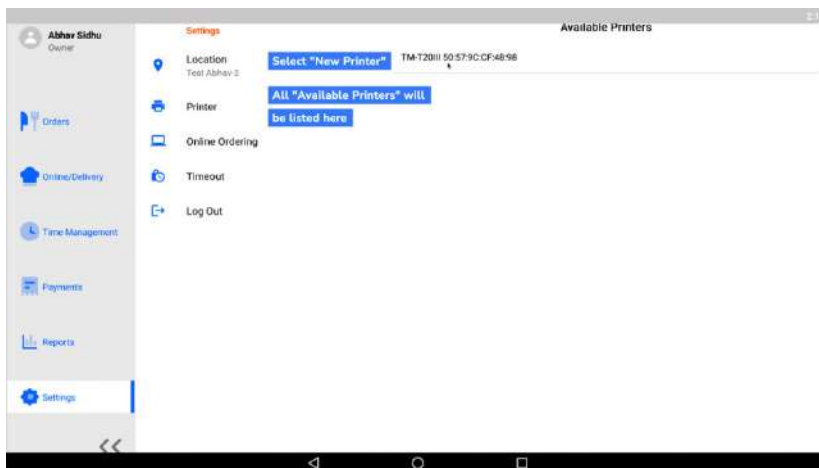 Abhav Sidhu
Owner
Orders
Online/Delivery
Time Management
Payments
Reports
Settings
Settings
Location
Test Abhav-2
Printer
Online Ordering
Timeout
Log Out
Select "New Printer"
All "Available Printers" will
be listed here
Available Printers
TM-T20III 50:57:9C:CF:48:98